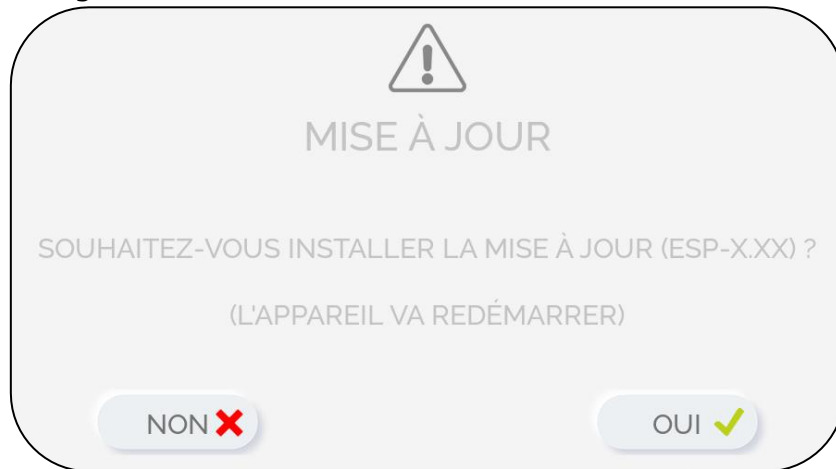 MISE À JOUR
SOUHAITEZ-VOUS INSTALLER LA MISE À JOUR (ESP-X.XX) ?
(L'APPAREIL VA REDÉMARRER)
NON
OUI